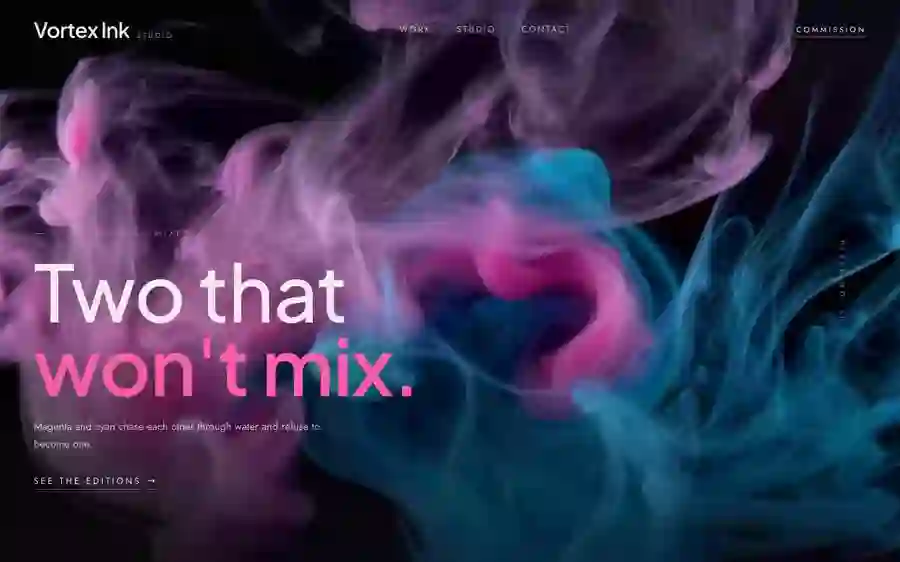 Vortex Ink STUDIO
WORK STUDIO CONTACT
COMMISSION
Two that
won't mix.
Magenta and cyan chase each other through water and refuse to
become one.
SEE THE EDITIONS →